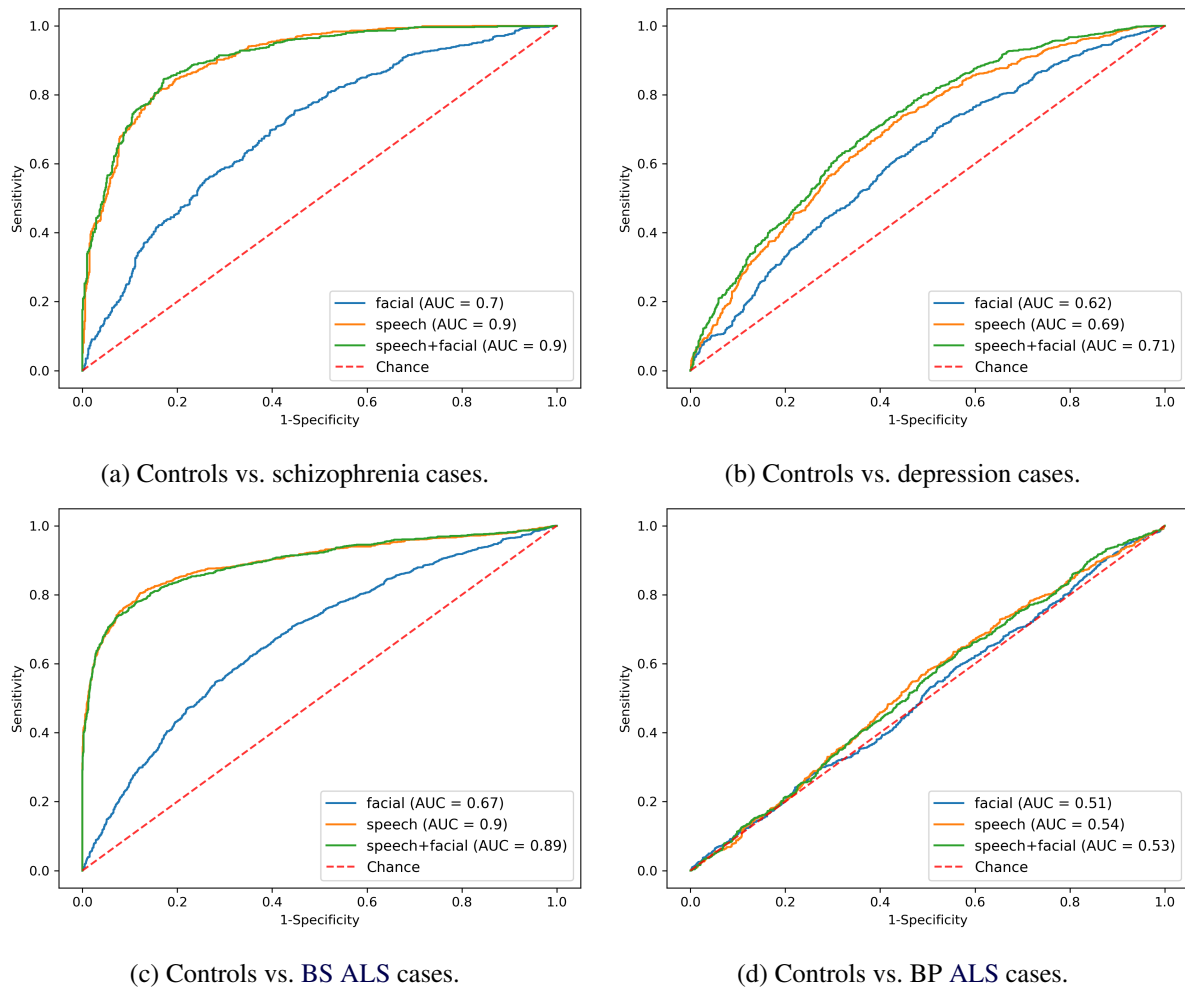 1.0
0.8
0.6
0.4
0.2
0.0
Sensitivity
0.0 0.2 0.4 0.6 0.8 1.0
1-Specificity
facial (AUC = 0.7)
speech (AUC = 0.9)
speech+facial (AUC = 0.9)
Chance
(a) Controls vs. schizophrenia cases.
1.0
0.8
0.6
0.4
0.2
0.0
Sensitivity
0.0 0.2 0.4 0.6 0.8 1.0
1-Specificity
facial (AUC = 0.62)
speech (AUC = 0.69)
speech+facial (AUC = 0.71)
Chance
(b) Controls vs. depression cases.
1.0
0.8
0.6
0.4
0.2
0.0
Sensitivity
0.0 0.2 0.4 0.6 0.8 1.0
1-Specificity
facial (AUC = 0.67)
speech (AUC = 0.9)
speech+facial (AUC = 0.89)
Chance
(c) Controls vs. BS ALS cases.
1.0
0.8
0.6
0.4
0.2
0.0
Sensitivity
0.0 0.2 0.4 0.6 0.8 1.0
1-Specificity
facial (AUC = 0.51)
speech (AUC = 0.54)
speech+facial (AUC = 0.53)
Chance
(d) Controls vs. BP ALS cases.